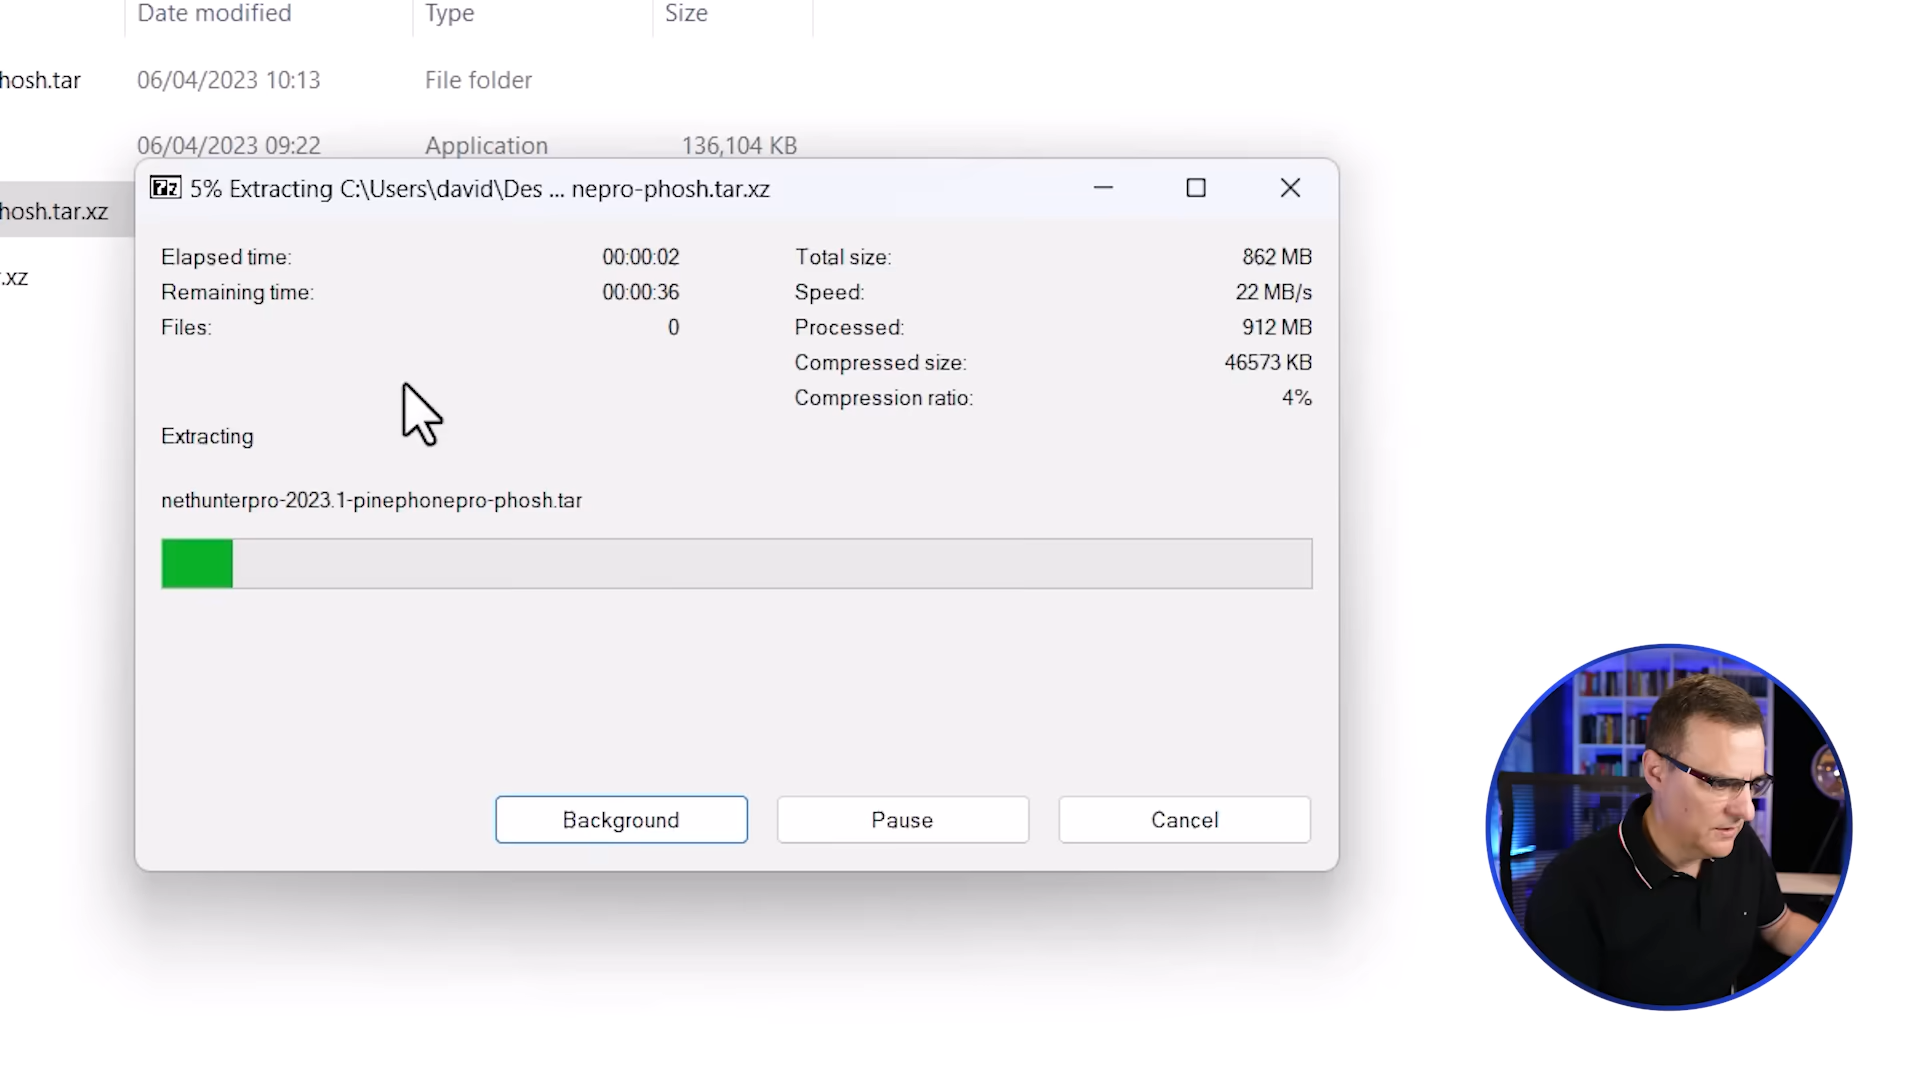 Date modified Type Size
hosh.tar 06/04/2023 10:13 File folder
06/04/2023 09:22 Application 136,104 KB
hosh.tar.xz
.xz
7z 5% Extracting C:\Users\david\Des ... nepro-phosh.tar.xz
Elapsed time: 00:00:02 Total size: 862 MB
Remaining time: 00:00:36 Speed: 22 MB/s
Files: 0 Processed: 912 MB
Compressed size: 46573 KB
Compression ratio: 4%
Extracting
nethunterpro-2023.1-pinephonepro-phosh.tar
Background Pause Cancel